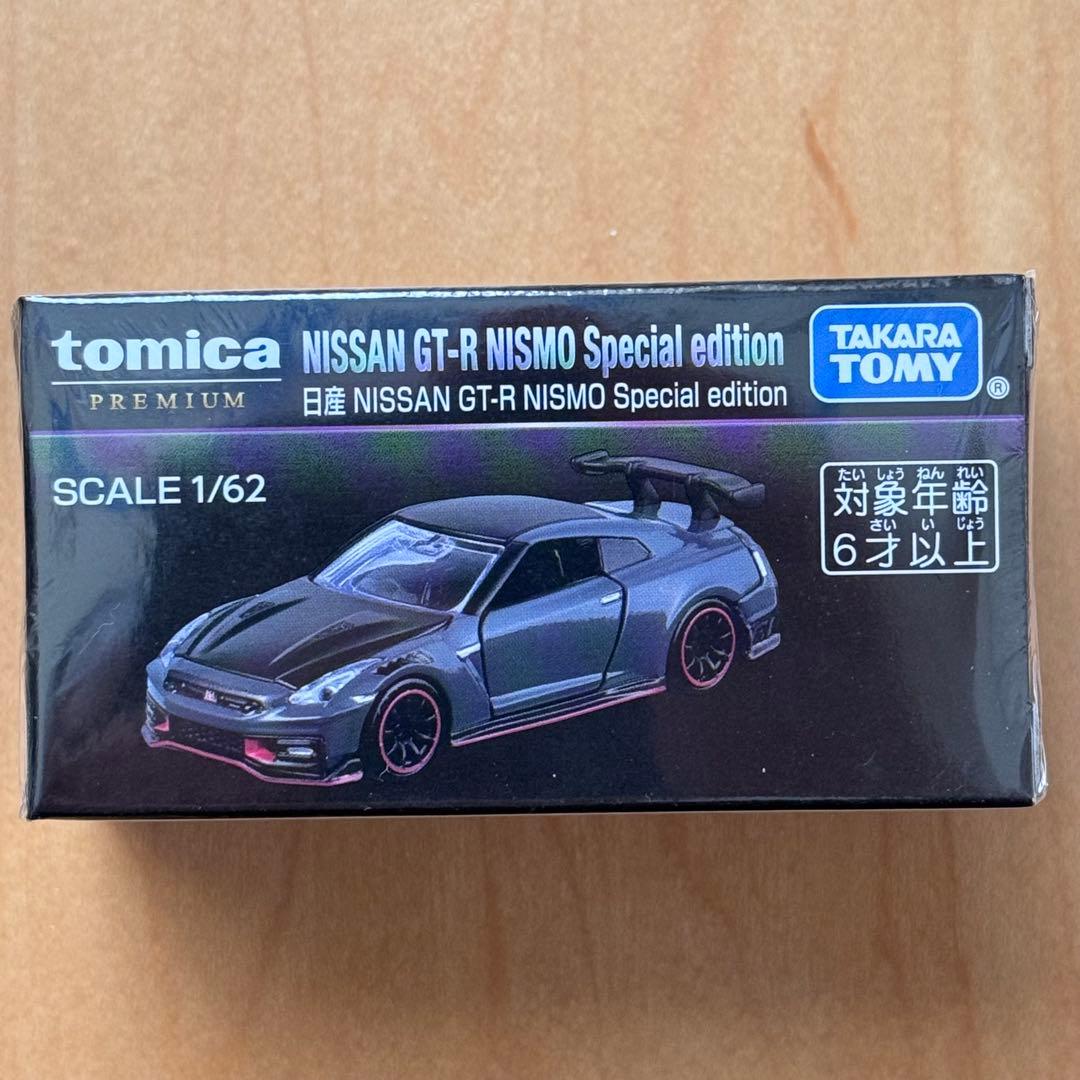 tomica
PREMIUM
NISSAN GT-R NISMO Special edition
日産 NISSAN GT-R NISMO Special edition
TAKARA
TOMY
®
SCALE 1/62
たい しょう ねん れい
対象年齢
さい い じょう
6才以上